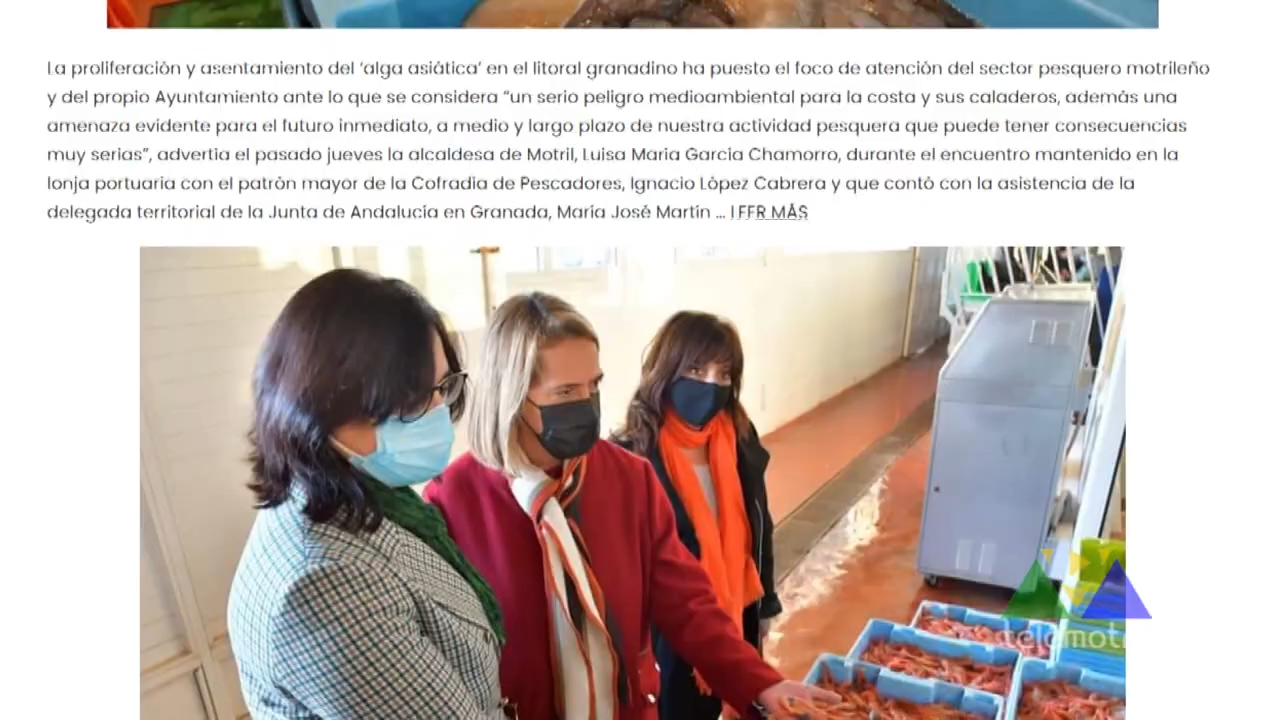 La proliferación y asentamiento del ‘alga asiática’ en el litoral granadino ha puesto el foco de atención del sector pesquero motrileño
y del propio Ayuntamiento ante lo que se considera “un serio peligro medioambiental para la costa y sus caladeros, además una
amenaza evidente para el futuro inmediato, a medio y largo plazo de nuestra actividad pesquera que puede tener consecuencias
muy serias”, advertía el pasado jueves la alcaldesa de Motril, Luisa María García Chamorro, durante el encuentro mantenido en la
lonja portuaria con el patrón mayor de la Cofradía de Pescadores, Ignacio López Cabrera y que contó con la asistencia de la
delegada territorial de la Junta de Andalucía en Granada, María José Martín ... LEER MÁS
telemotr